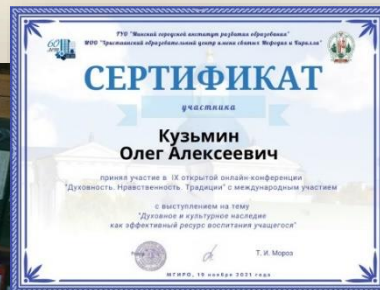 ГУО "Минский городской институт развития образования"
МОО "Христианский образовательный центр имени святых Мефодия и Кирилла"
60 лет
СЕРТИФИКАТ
участника
Кузьмин
Олег Алексеевич
принял участие в IX открытой онлайн-конференции
"Духовность. Нравственность. Традиции" с международным участием
с выступлением на тему
"Духовное и культурное наследие
как эффективный ресурс воспитания учащегося"
Т. И. Мороз
МГИРО, 19 ноября 2021 года